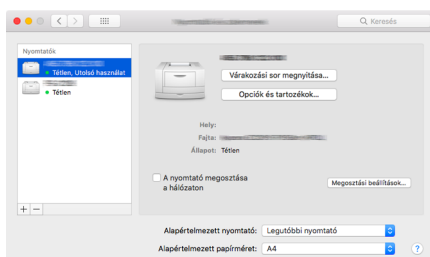 Keresés
Nyomtatók
Tétlen, Utolsó használat
Tétlen
Várakozási sor megnyitása...
Opciók és tartozékok...
Hely:
Fajta:
Állapot: Tétlen
A nyomtató megosztása
a hálózaton
Megosztási beállítások...
Alapértelmezett nyomtató: Legutóbbi nyomtató
Alapértelmezett papírméret: A4
?